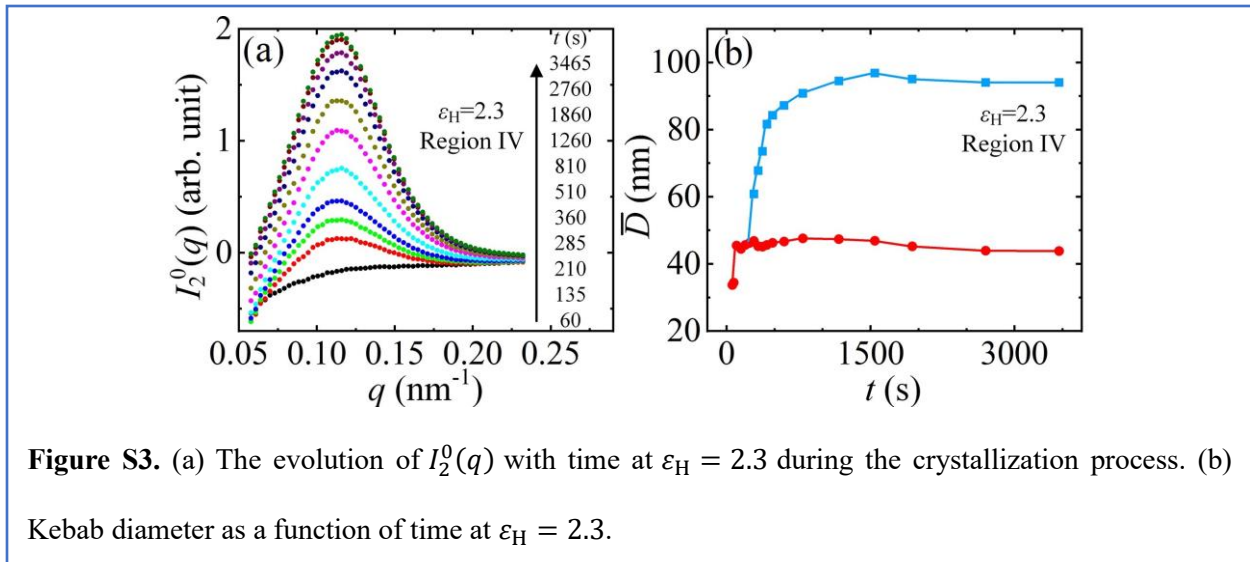 (a)
I₂⁰(q) (arb. unit)
2
1
0
0.05 0.10 0.15 0.20 0.25
q (nm⁻¹)
εH=2.3
Region IV
t (s)
3465
2760
1860
1260
810
510
360
285
210
135
60
(b)
D̅ (nm)
100
80
60
40
20
0 1500 3000
t (s)
εH=2.3
Region IV
Figure S3. (a) The evolution of I₂⁰(q) with time at εH = 2.3 during the crystallization process. (b)
Kebab diameter as a function of time at εH = 2.3.